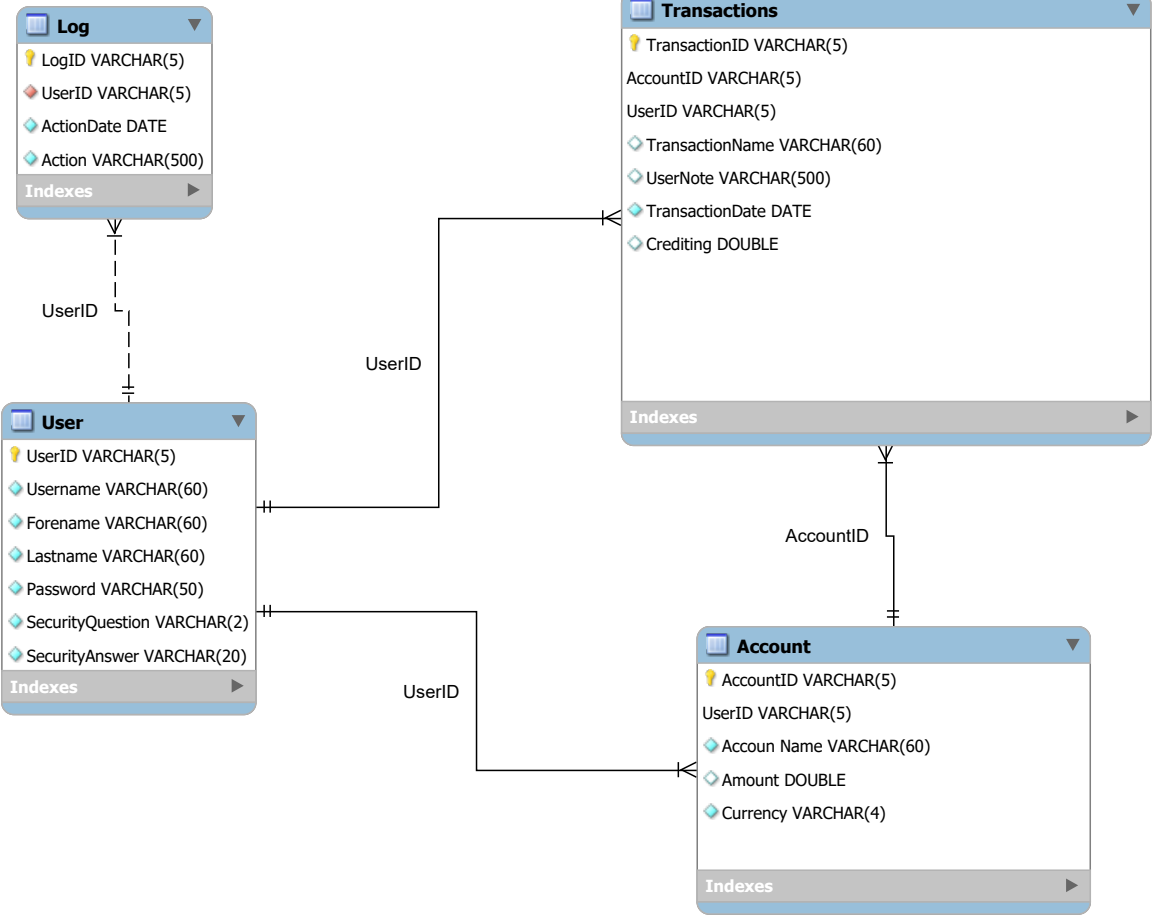 Log
LogID VARCHAR(5)
UserID VARCHAR(5)
ActionDate DATE
Action VARCHAR(500)
Indexes
Transactions
TransactionID VARCHAR(5)
AccountID VARCHAR(5)
UserID VARCHAR(5)
TransactionName VARCHAR(60)
UserNote VARCHAR(500)
TransactionDate DATE
Crediting DOUBLE
Indexes
UserID
UserID
User
UserID VARCHAR(5)
Username VARCHAR(60)
Forename VARCHAR(60)
Lastname VARCHAR(60)
Password VARCHAR(50)
SecurityQuestion VARCHAR(2)
SecurityAnswer VARCHAR(20)
Indexes
AccountID
UserID
Account
AccountID VARCHAR(5)
UserID VARCHAR(5)
Accoun Name VARCHAR(60)
Amount DOUBLE
Currency VARCHAR(4)
Indexes